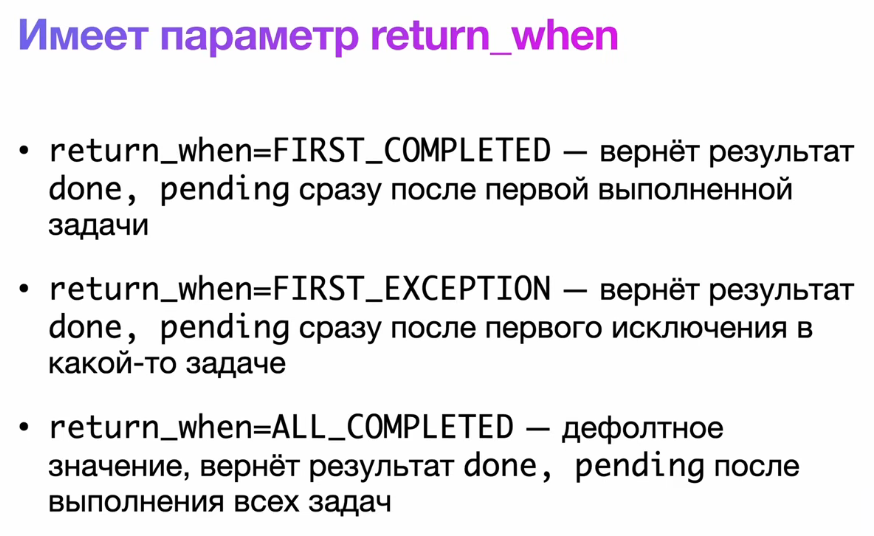 Имеет параметр return_when
• return_when=FIRST_COMPLETED — вернёт результат
done, pending сразу после первой выполненной
задачи
• return_when=FIRST_EXCEPTION — вернёт результат
done, pending сразу после первого исключения в
какой-то задаче
• return_when=ALL_COMPLETED — дефолтное
значение, вернёт результат done, pending после
выполнения всех задач